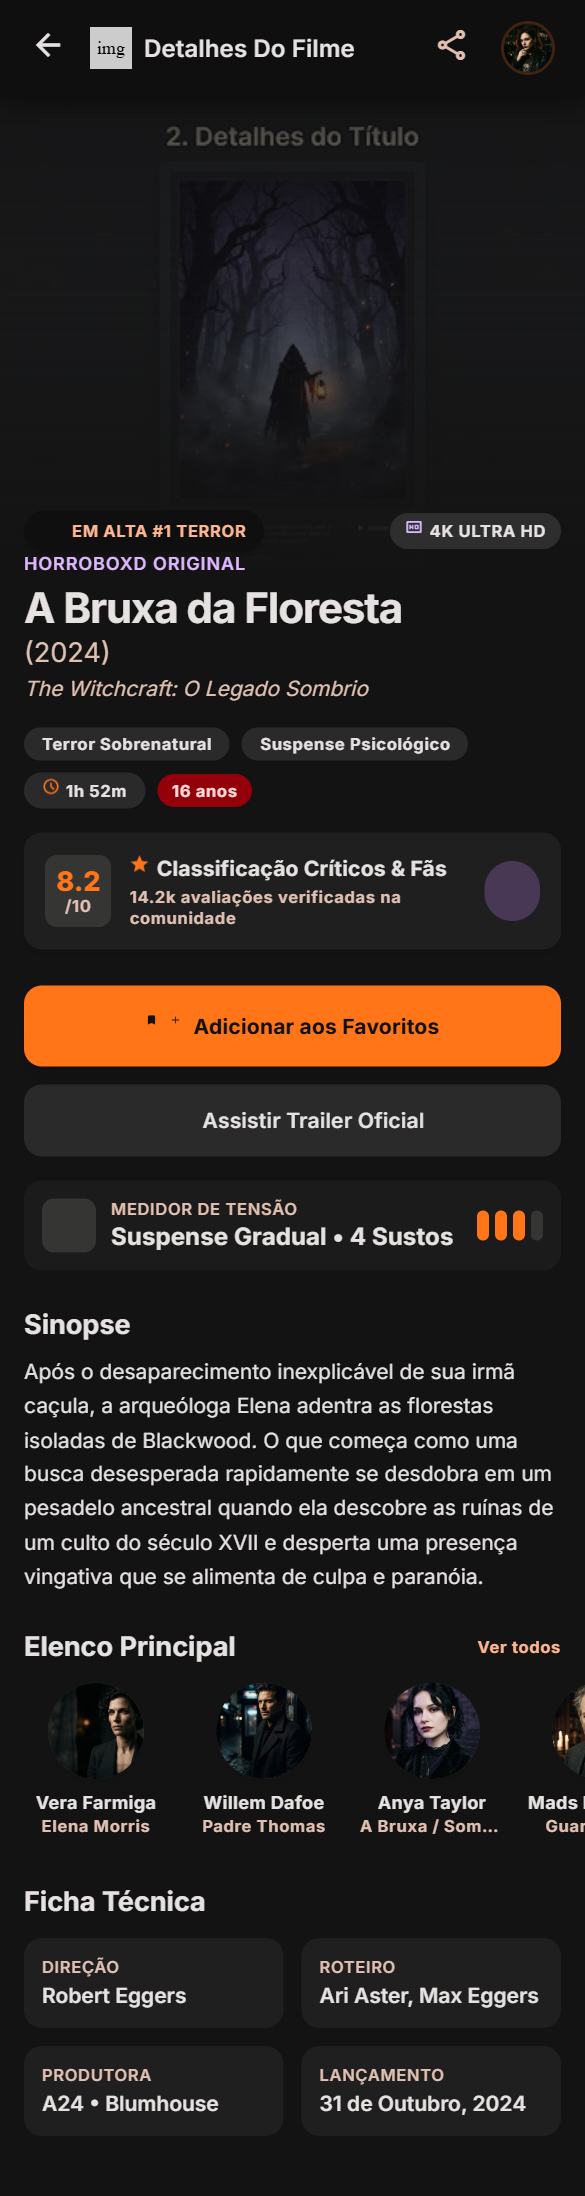 img
Detalhes Do Filme
2. Detalhes do Título
EM ALTA #1 TERROR
HD
4K ULTRA HD
HORROBOXD ORIGINAL
A Bruxa da Floresta
(2024)
The Witchcraft: O Legado Sombrio
Terror Sobrenatural
Suspense Psicológico
1h 52m
16 anos
8.2
/10
Classificação Críticos & Fãs
14.2k avaliações verificadas na
comunidade
Adicionar aos Favoritos
Assistir Trailer Oficial
MEDIDOR DE TENSÃO
Suspense Gradual • 4 Sustos
Sinopse
Após o desaparecimento inexplicável de sua irmã
caçula, a arqueóloga Elena adentra as florestas
isoladas de Blackwood. O que começa como uma
busca desesperada rapidamente se desdobra em um
pesadelo ancestral quando ela descobre as ruínas de
um culto do século XVII e desperta uma presença
vingativa que se alimenta de culpa e paranóia.
Elenco Principal
Ver todos
Vera Farmiga
Elena Morris
Willem Dafoe
Padre Thomas
Anya Taylor
A Bruxa / Som...
Mads
Ficha Técnica
DIREÇÃO
Robert Eggers
ROTEIRO
Ari Aster, Max Eggers
PRODUTORA
A24 • Blumhouse
LANÇAMENTO
31 de Outubro, 2024